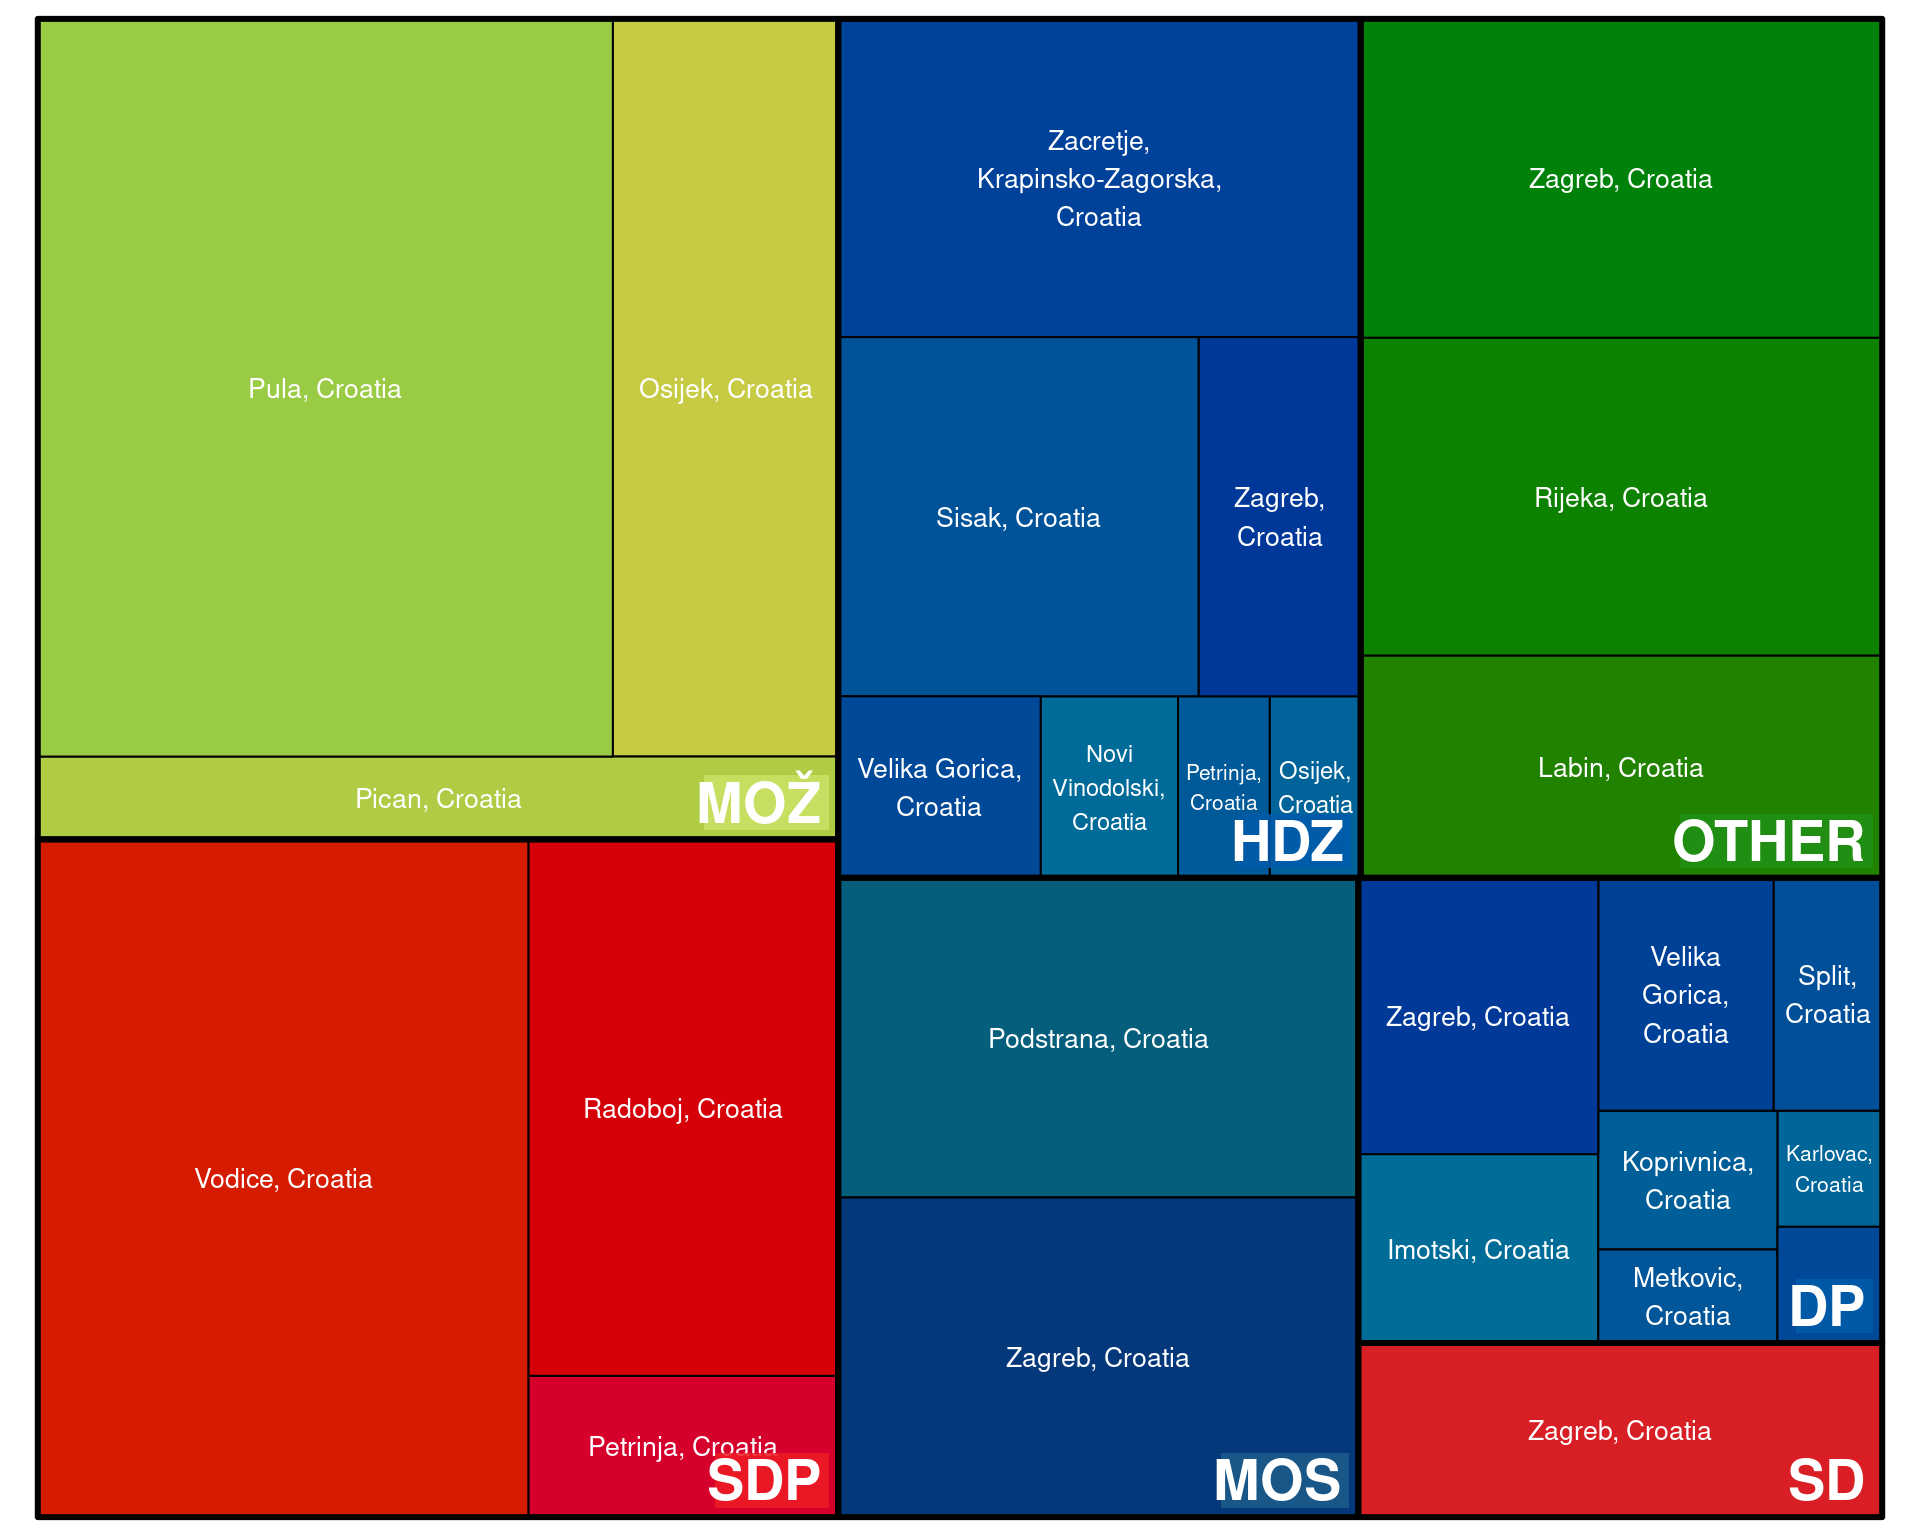 Pula, Croatia
Osijek, Croatia
Pican, Croatia
MOŽ
Zacretje,
Krapinsko-Zagorska,
Croatia
Sisak, Croatia
Zagreb,
Croatia
Velika Gorica,
Croatia
Novi
Vinodolski,
Croatia
Petrinja,
Croatia
Osijek,
Croatia
HDZ
Zagreb, Croatia
Rijeka, Croatia
Labin, Croatia
OTHER
Vodice, Croatia
Radoboj, Croatia
Petrinja, Croatia
SDP
Podstrana, Croatia
Zagreb, Croatia
MOS
Zagreb, Croatia
Velika
Gorica,
Croatia
Split,
Croatia
Imotski, Croatia
Koprivnica,
Croatia
Karlovac,
Croatia
Metkovic,
Croatia
DP
Zagreb, Croatia
SD